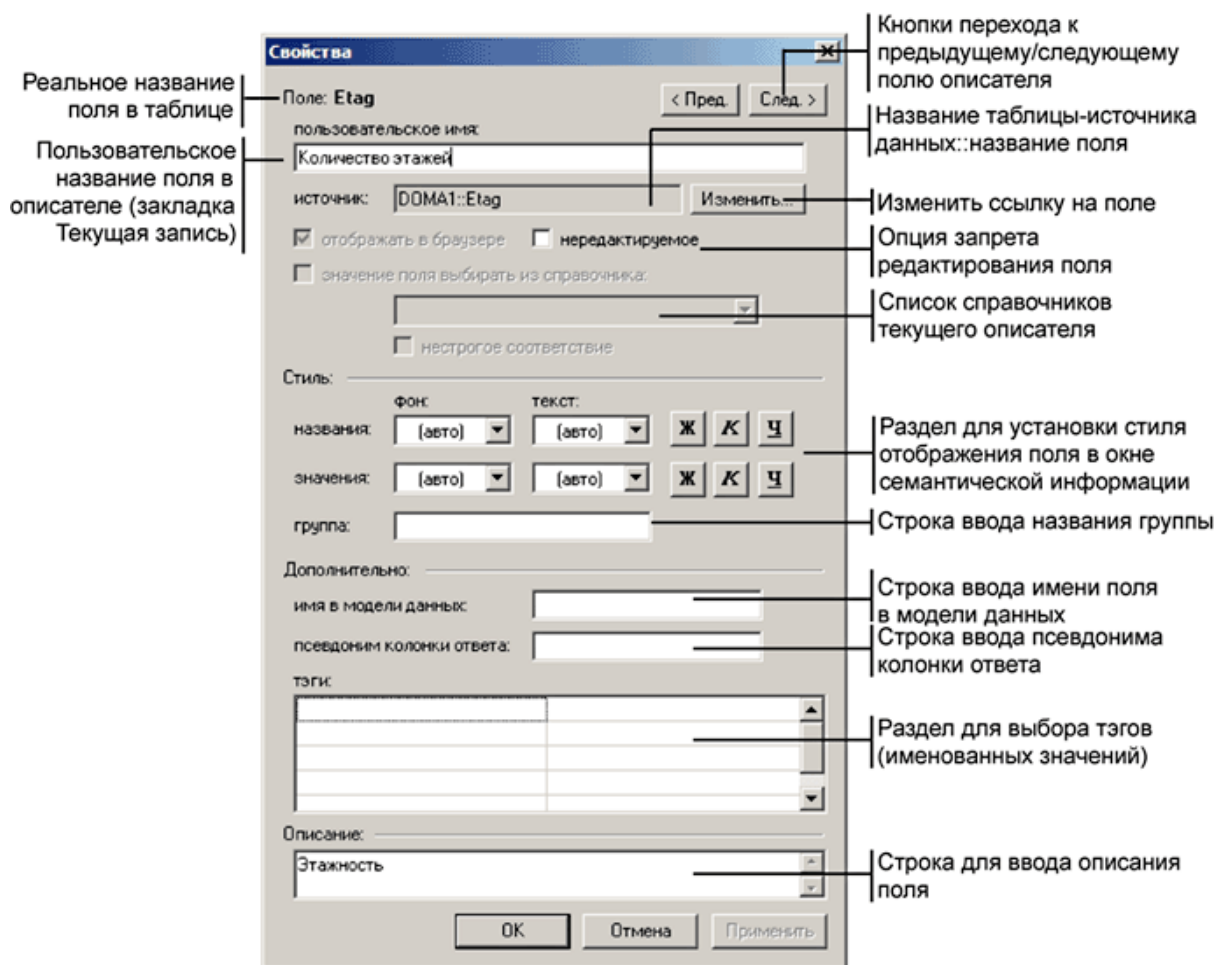 Реальное название
поля в таблице
Пользовательское
название поля в
описателе (закладка
Текущая запись)
Свойства
Поле: Etag
< Пред.
След. >
пользовательское имя:
Количество этажей
источник:
DOMA1::Etag
Изменить...
отображать в браузере
нередактируемое
значение поля выбирать из справочника:
нестрогое соответствие
Стиль:
фон:
текст:
названия:
(авто)
(авто)
Ж
К
Ч
значения:
(авто)
(авто)
Ж
К
Ч
группа:
Дополнительно:
имя в модели данных:
псевдоним колонки ответа:
тэги:
Описание:
Этажность
OK
Отмена
Применить
Кнопки перехода к
предыдущему/следующему
полю описателя
Название таблицы-источника
данных::название поля
Изменить ссылку на поле
Опция запрета
редактирования поля
Список справочников
текущего описателя
Раздел для установки стиля
отображения поля в окне
семантической информации
Строка ввода названия группы
Строка ввода имени поля
в модели данных
Строка ввода псевдонима
колонки ответа
Раздел для выбора тэгов
(именованных значений)
Строка для ввода описания
поля